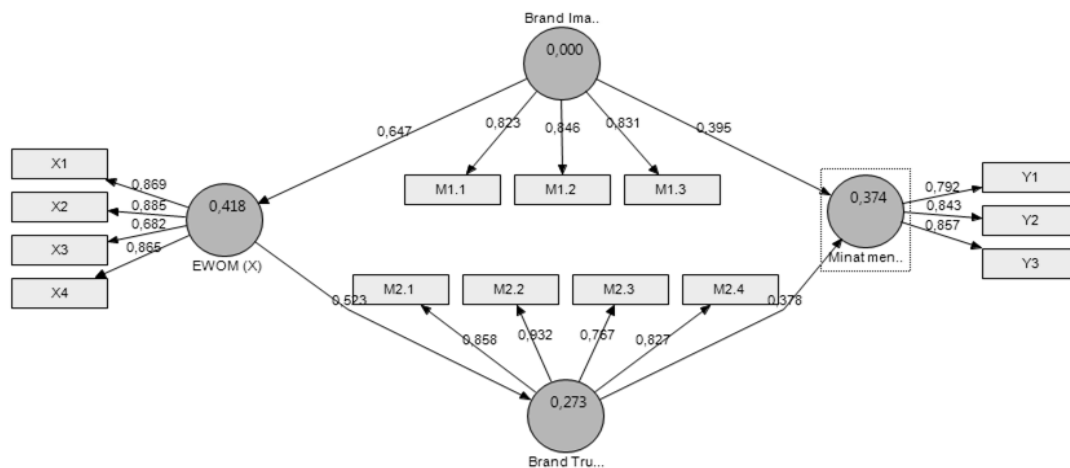 Brand Ima..
0,000
0,647
0,823
0,846
0,831
0,395
X1
X2
X3
X4
0,869
0,885
0,682
0,865
0,418
EWOM (X)
M1.1
M1.2
M1.3
0,374
Minat men..
0,792
0,843
0,857
Y1
Y2
Y3
M2.1
M2.2
M2.3
M2.4
0,523
0,858
0,932
0,767
0,827
0,378
0,273
Brand Tru...